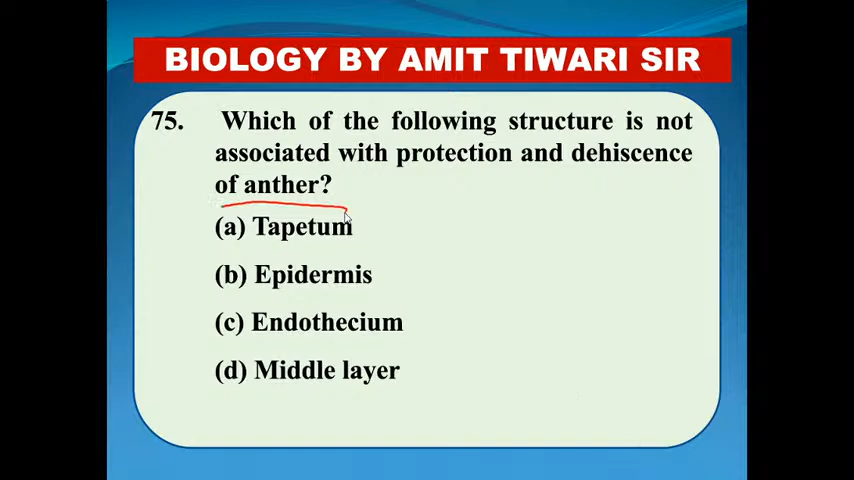 BIOLOGY BY AMIT TIWARI SIR
75. Which of the following structure is not
associated with protection and dehiscence
of anther?
(a) Tapetum
(b) Epidermis
(c) Endothecium
(d) Middle layer